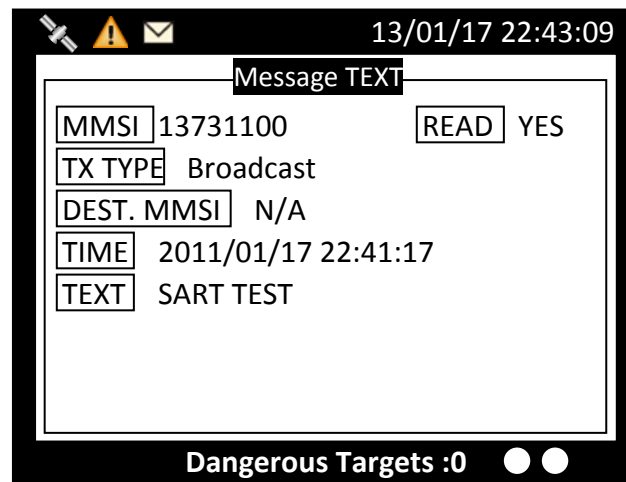 13/01/17 22:43:09
Message TEXT
MMSI 13731100 READ YES
TX TYPE Broadcast
DEST. MMSI N/A
TIME 2011/01/17 22:41:17
TEXT SART TEST
Dangerous Targets :0